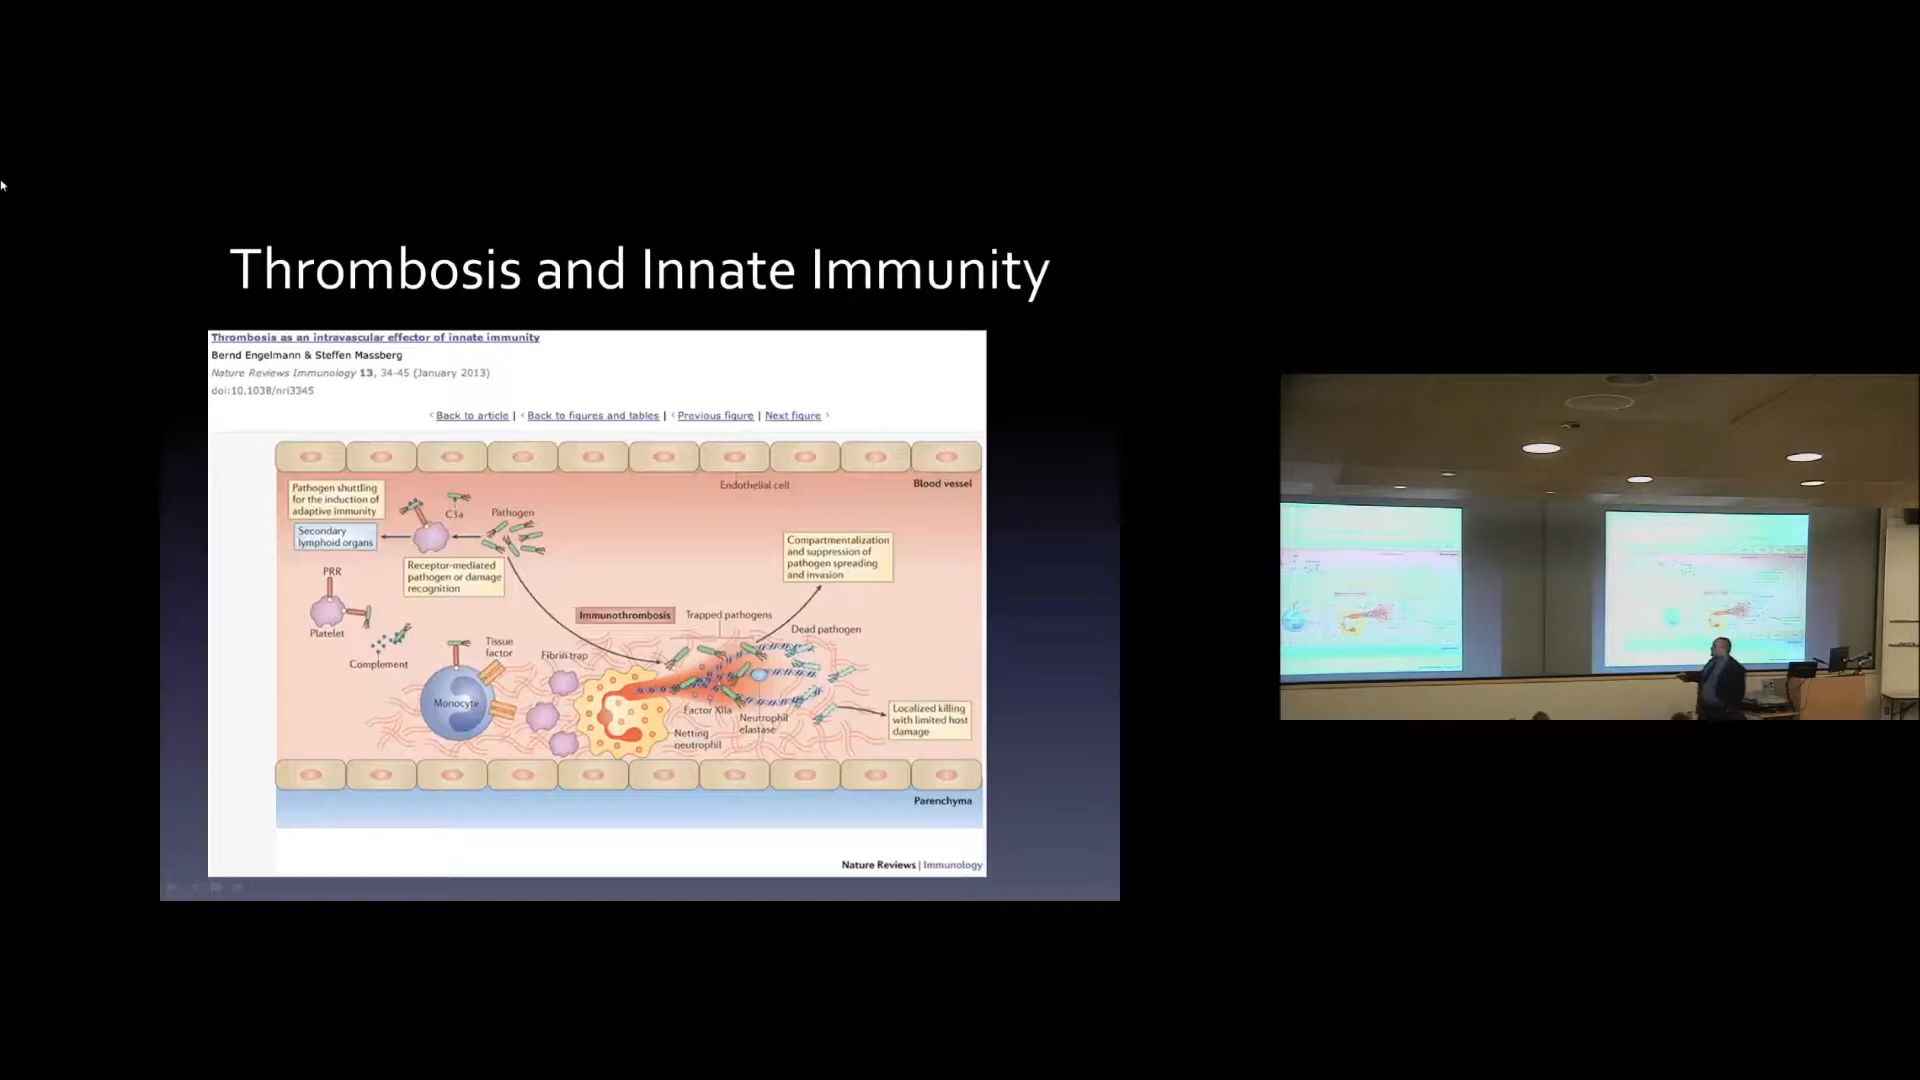 Thrombosis and Innate Immunity
Thrombosis as an intravascular effector of innate immunity
Bernd Engelmann & Steffen Massberg
Nature Reviews Immunology 13, 34-45 (January 2013)
doi:10.1038/nri3345
‹ Back to article | ‹ Back to figures and tables | ‹ Previous figure | Next figure ›
Endothelial cell
Blood vessel
Pathogen shuttling
for the induction of
adaptive immunity
C3a
Pathogen
Secondary
lymphoid organs
Compartmentalization
and suppression of
pathogen spreading
and invasion
Receptor-mediated
pathogen or damage
recognition
PRR
Platelet
Immunothrombosis
Trapped pathogens
Dead pathogen
Complement
Tissue
factor
Fibrin trap
Monocyte
Factor XIIa
Neutrophil
elastase
Netting
neutrophil
Localized killing
with limited host
damage
Parenchyma
Nature Reviews | Immunology